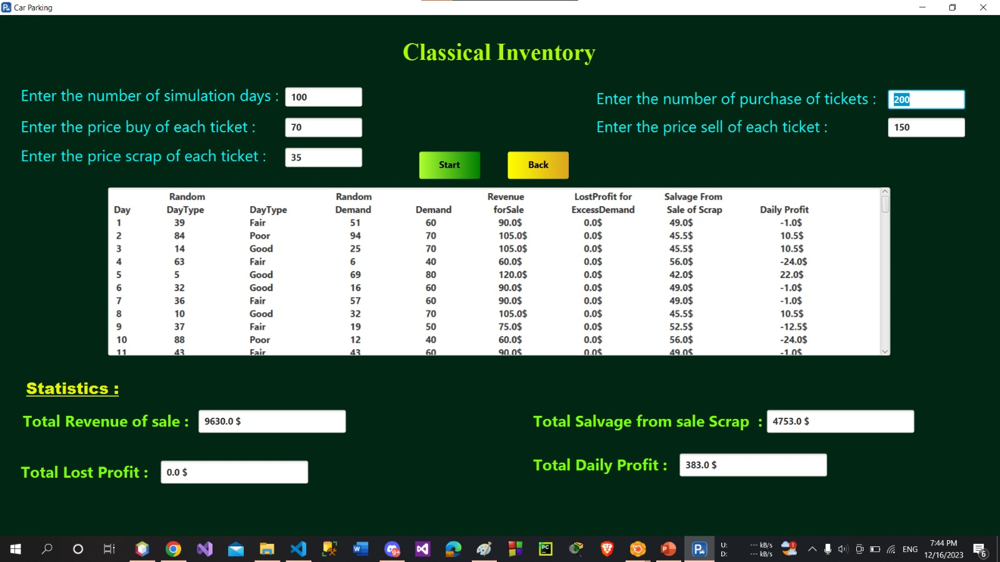 Car Parking
Classical Inventory
Enter the number of simulation days : 100
Enter the number of purchase of tickets : 200
Enter the price buy of each ticket : 70
Enter the price sell of each ticket : 150
Enter the price scrap of each ticket : 35
Start Back
Random Random Revenue LostProfit for Salvage From
Day DayType DayType Demand Demand forSale ExcessDemand Sale of Scrap Daily Profit
1 39 Fair 51 60 90.0$ 0.0$ 49.0$ -1.0$
2 84 Poor 94 70 105.0$ 0.0$ 45.5$ 10.5$
3 14 Good 25 70 105.0$ 0.0$ 45.5$ 10.5$
4 63 Fair 6 40 60.0$ 0.0$ 56.0$ -24.0$
5 5 Good 69 80 120.0$ 0.0$ 42.0$ 22.0$
6 32 Good 16 60 90.0$ 0.0$ 49.0$ -1.0$
7 36 Fair 57 60 90.0$ 0.0$ 49.0$ -1.0$
8 10 Good 32 70 105.0$ 0.0$ 45.5$ 10.5$
9 37 Fair 19 50 75.0$ 0.0$ 52.5$ -12.5$
10 88 Poor 12 40 60.0$ 0.0$ 56.0$ -24.0$
11 43 Fair 43 60 90.0$ 0.0$ 49.0$ -1.0$
Statistics :
Total Revenue of sale : 9630.0 $
Total Salvage from sale Scrap : 4753.0 $
Total Lost Profit : 0.0 $
Total Daily Profit : 383.0 $
U: --- kB/s
D: --- kB/s
ENG
7:44 PM
12/16/2023